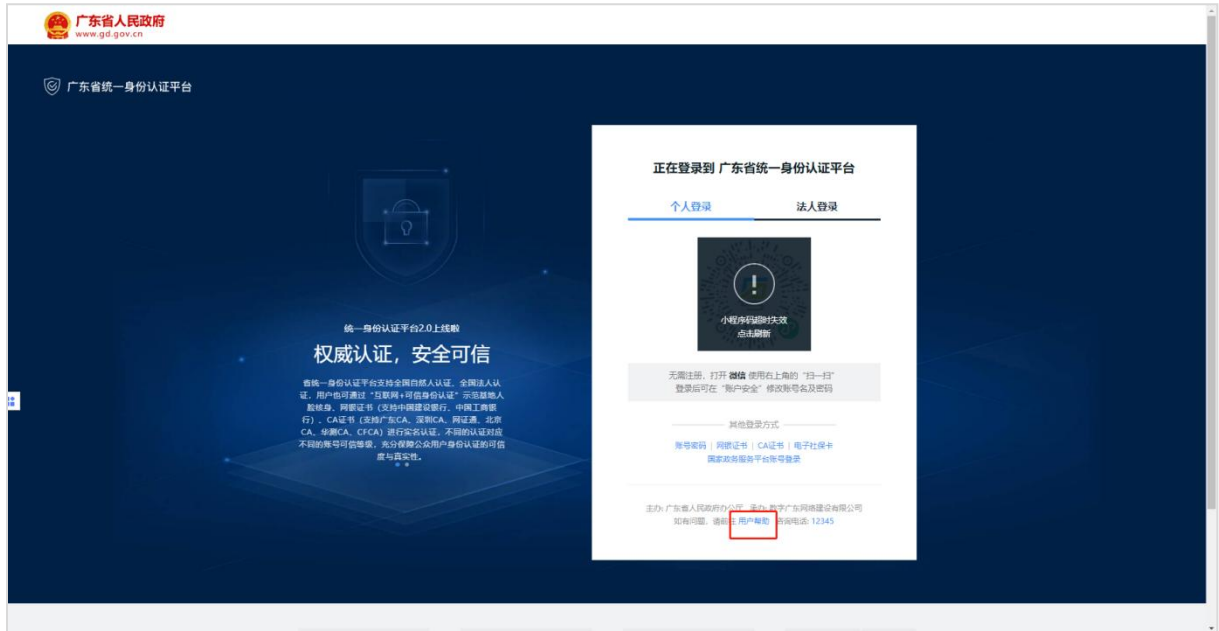 广东省人民政府
www.gd.gov.cn
广东省统一身份认证平台
统一身份认证平台2.0上线啦
权威认证，安全可信
省统一身份认证平台支持全国自然人认证、全国法人认
证，用户也可通过“互联网+可信身份认证”示范基地人
脸核身、网银证书（支持中国建设银行、中国工商银
行）、CA证书（支持广东CA、深圳CA、网证通、北京
CA、华测CA、CFCA）进行实名认证，不同的认证对应
不同的账号可信等级，充分保障公众用户身份认证的可信
度与真实性。
正在登录到 广东省统一身份认证平台
个人登录 法人登录
小程序码超时失效
点击刷新
无需注册，打开 微信 使用右上角的“扫一扫”
登录后可在“账户安全”修改账号名及密码
其他登录方式
账号密码 | 网银证书 | CA证书 | 电子社保卡
国家政务服务平台账号登录
主办: 广东省人民政府办公厅 承办: 数字广东网络建设有限公司
如有问题，请前往 用户帮助 咨询电话: 12345